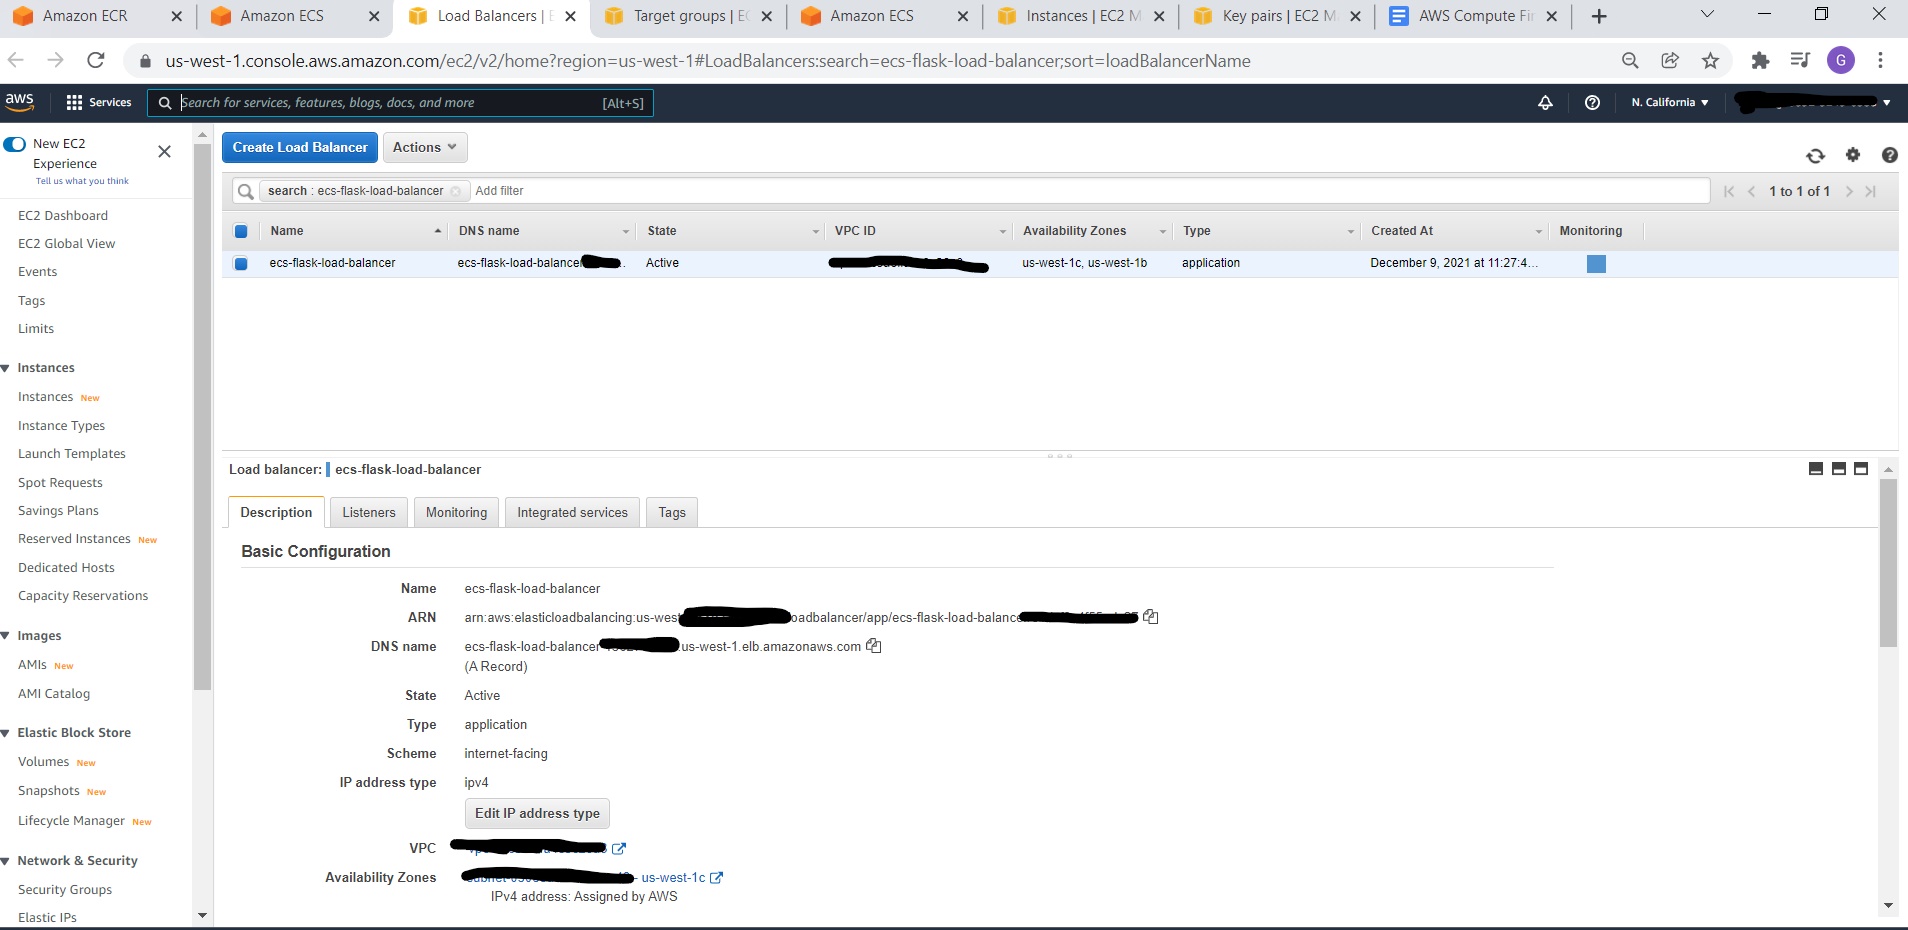 Amazon ECR
Amazon ECS
Load Balancers | E
Target groups | EC
Amazon ECS
Instances | EC2 M
Key pairs | EC2 Ma
AWS Compute Fir
us-west-1.console.aws.amazon.com/ec2/v2/home?region=us-west-1#LoadBalancers:search=ecs-flask-load-balancer;sort=loadBalancerName
G
aws
Services
Search for services, features, blogs, docs, and more
[Alt+S]
N. California
New EC2
Experience
Tell us what you think
EC2 Dashboard
EC2 Global View
Events
Tags
Limits
Instances
Instances New
Instance Types
Launch Templates
Spot Requests
Savings Plans
Reserved Instances New
Dedicated Hosts
Capacity Reservations
Images
AMIs New
AMI Catalog
Elastic Block Store
Volumes New
Snapshots New
Lifecycle Manager New
Network & Security
Security Groups
Elastic IPs
Create Load Balancer
Actions
search : ecs-flask-load-balancer
Add filter
1 to 1 of 1
Name DNS name State VPC ID Availability Zones Type Created At Monitoring
ecs-flask-load-balancer ecs-flask-load-balancer Active us-west-1c, us-west-1b application December 9, 2021 at 11:27:4...
Load balancer: ecs-flask-load-balancer
Description Listeners Monitoring Integrated services Tags
Basic Configuration
Name ecs-flask-load-balancer
ARN arn:aws:elasticloadbalancing:us-west oadbalancer/app/ecs-flask-load-balance
DNS name ecs-flask-load-balancer .us-west-1.elb.amazonaws.com
(A Record)
State Active
Type application
Scheme internet-facing
IP address type ipv4
Edit IP address type
VPC
Availability Zones - us-west-1c
IPv4 address: Assigned by AWS